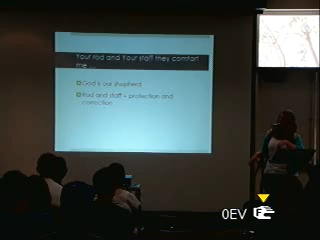 Your rod and Your staff they comfort
me ...
God is our shepherd
Rod and staff = protection and
correction
0EV